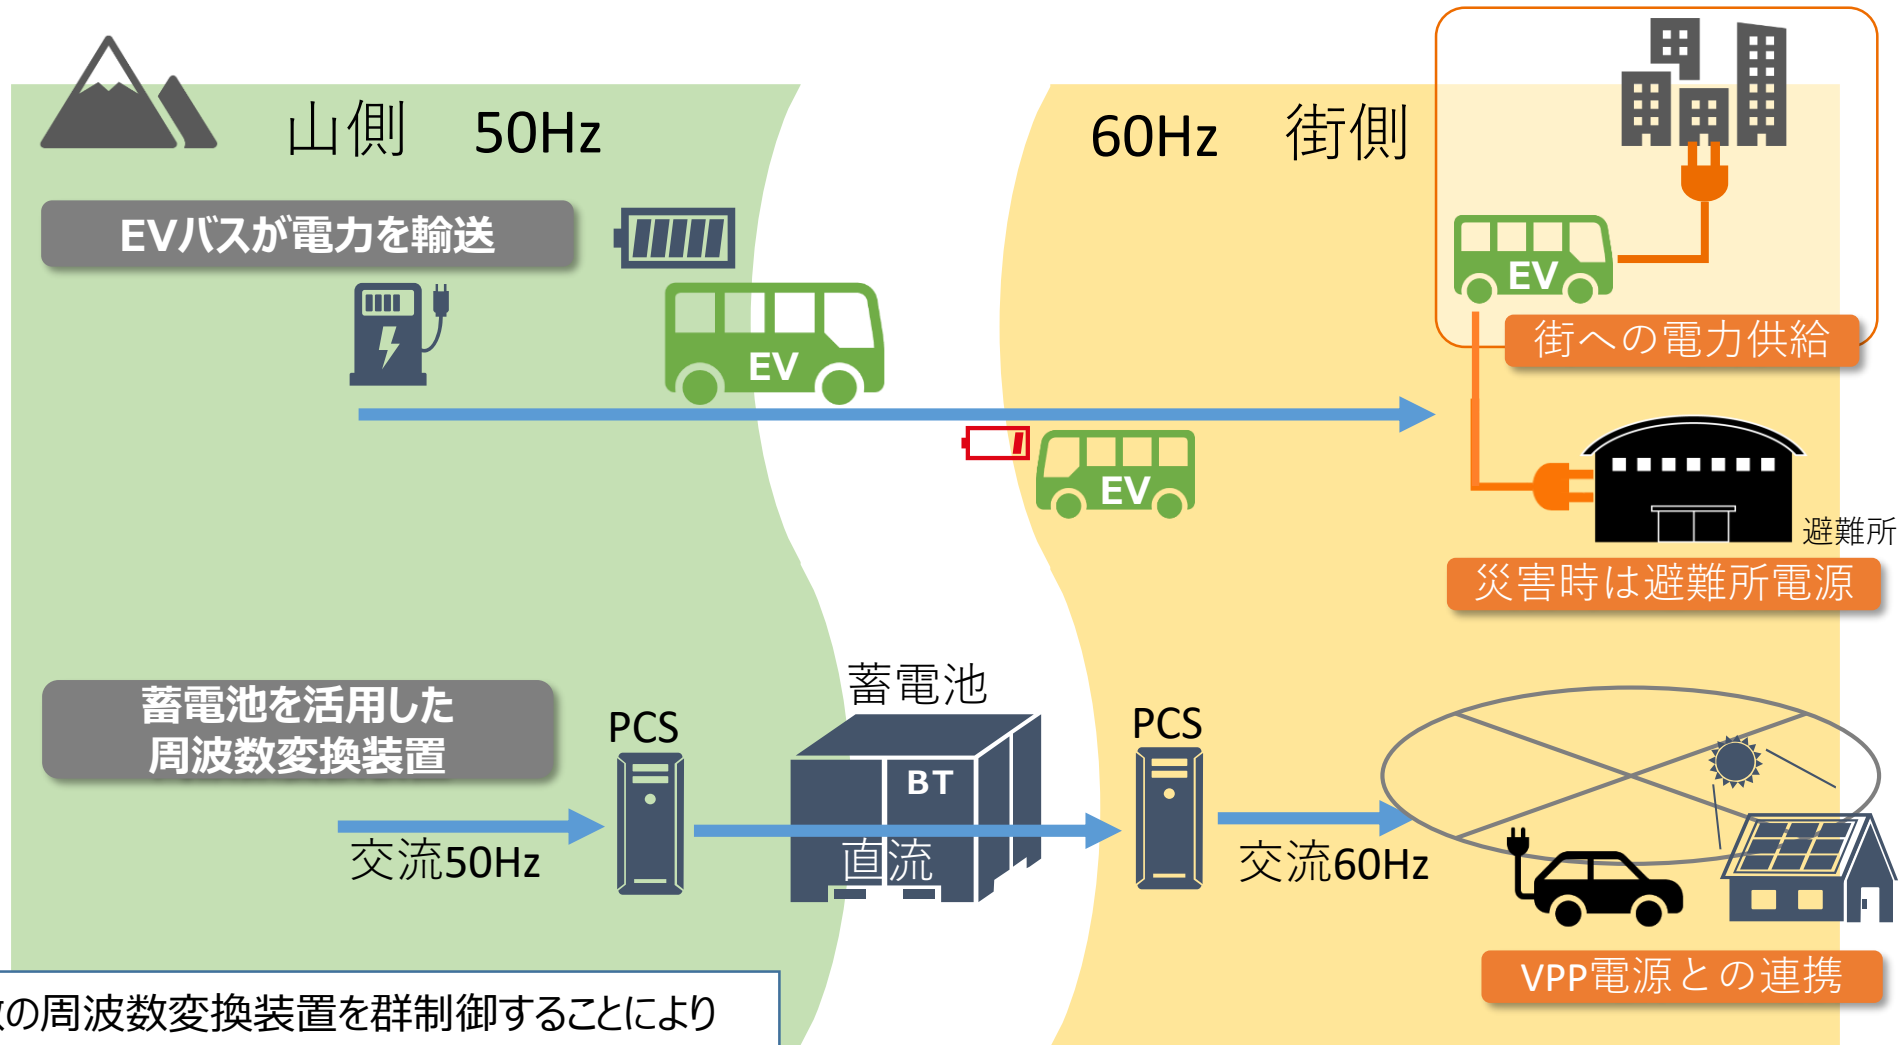 山側　50Hz
60Hz　街側
EVバスが電力を輸送
EV
EV
EV
街への電力供給
避難所
災害時は避難所電源
蓄電池を活用した
周波数変換装置
PCS
蓄電池
BT
PCS
交流50Hz
直流
交流60Hz
VPP電源との連携
の周波数変換装置を群制御することにより